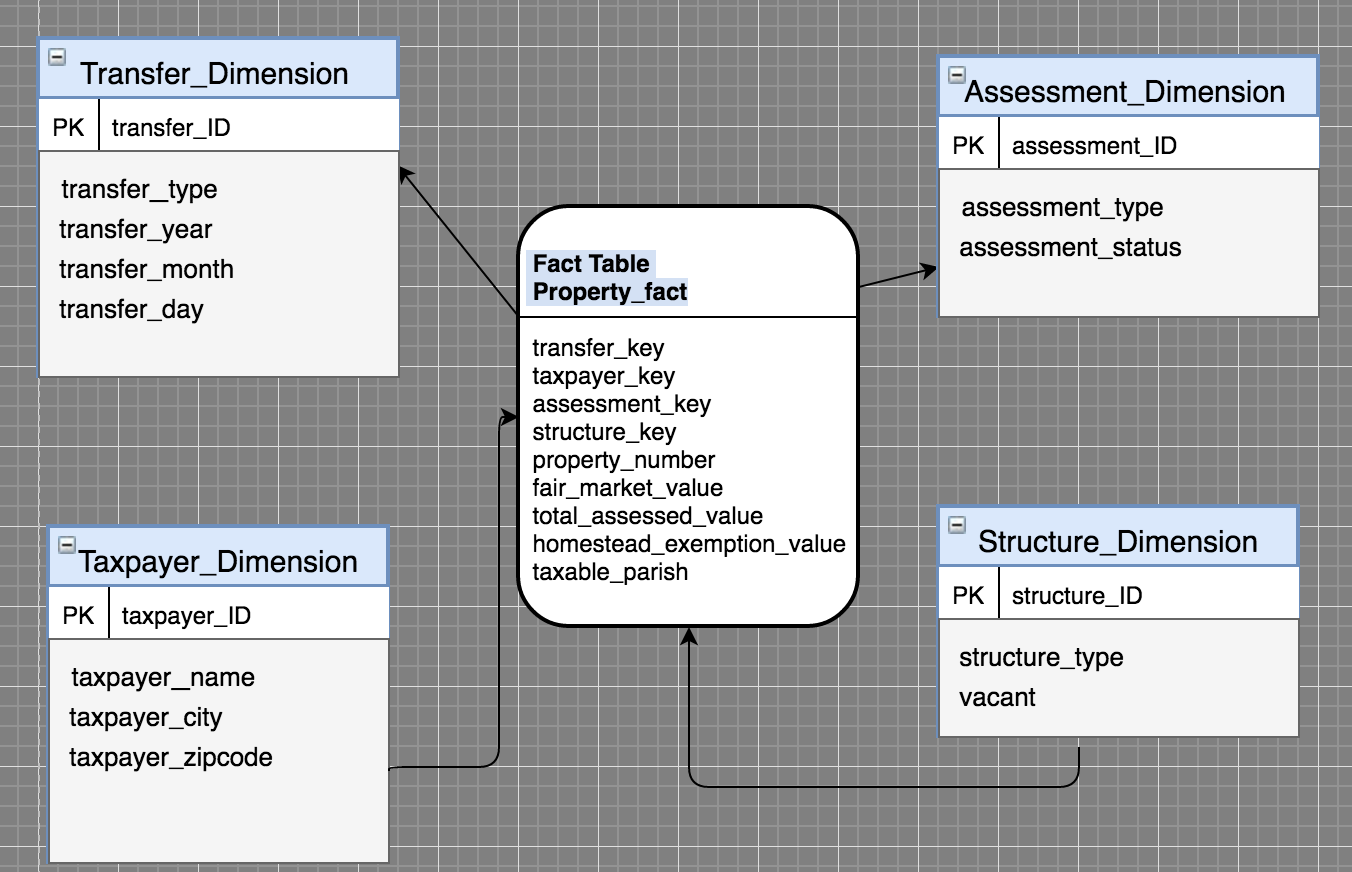 Transfer_Dimension
PK transfer_ID
transfer_type
transfer_year
transfer_month
transfer_day
Assessment_Dimension
PK assessment_ID
assessment_type
assessment_status
Fact Table
Property_fact
transfer_key
taxpayer_key
assessment_key
structure_key
property_number
fair_market_value
total_assessed_value
homestead_exemption_value
taxable_parish
Taxpayer_Dimension
PK taxpayer_ID
taxpayer_name
taxpayer_city
taxpayer_zipcode
Structure_Dimension
PK structure_ID
structure_type
vacant